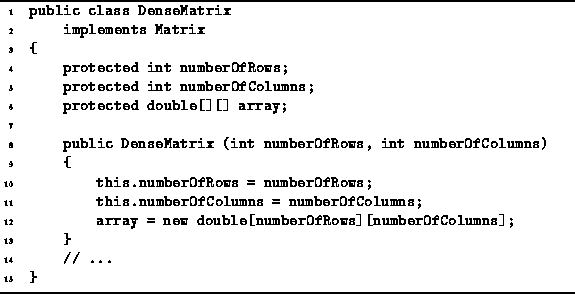 1 public class DenseMatrix
2     implements Matrix
3 {
4     protected int numberOfRows;
5     protected int numberOfColumns;
6     protected double[][] array;
7
8     public DenseMatrix (int numberOfRows, int numberOfColumns)
9     {
10         this.numberOfRows = numberOfRows;
11         this.numberOfColumns = numberOfColumns;
12         array = new double[numberOfRows][numberOfColumns];
13     }
14     // ...
15 }